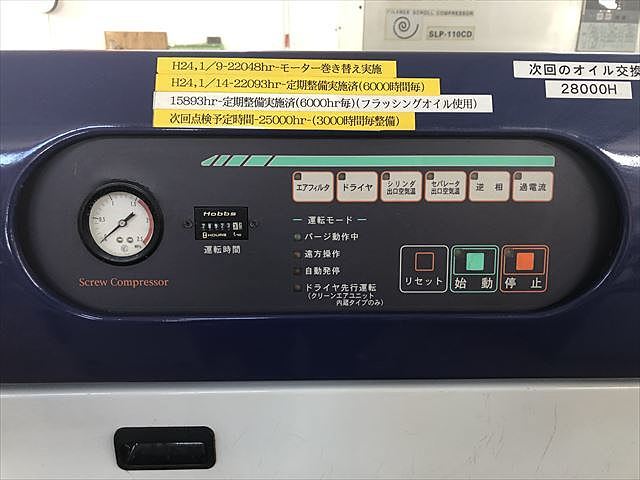 FILENSE SCROLL COMPRESSOR
SLP-110CD
H24,1/9-22048hr-モーター巻き替え実施
H24,1/14-22093hr-定期整備実施済(6000時間毎)
15893hr-定期整備実施済(6000hr毎)(フラッシングオイル使用)
次回点検予定時間-25000hr-(3000時間毎整備)
次回のオイル交換
28000H
エアフィルタ
ドライヤ
シリンダ
出口空気温
セパレータ
出口空気温
逆相
過電流
Hobbs
HOURS
運転時間
Screw Compressor
運転モード
パージ動作中
遠方操作
自動発停
ドライヤ先行運転
(クリーンエアユニット
内蔵タイプのみ)
リセット
始動
停止